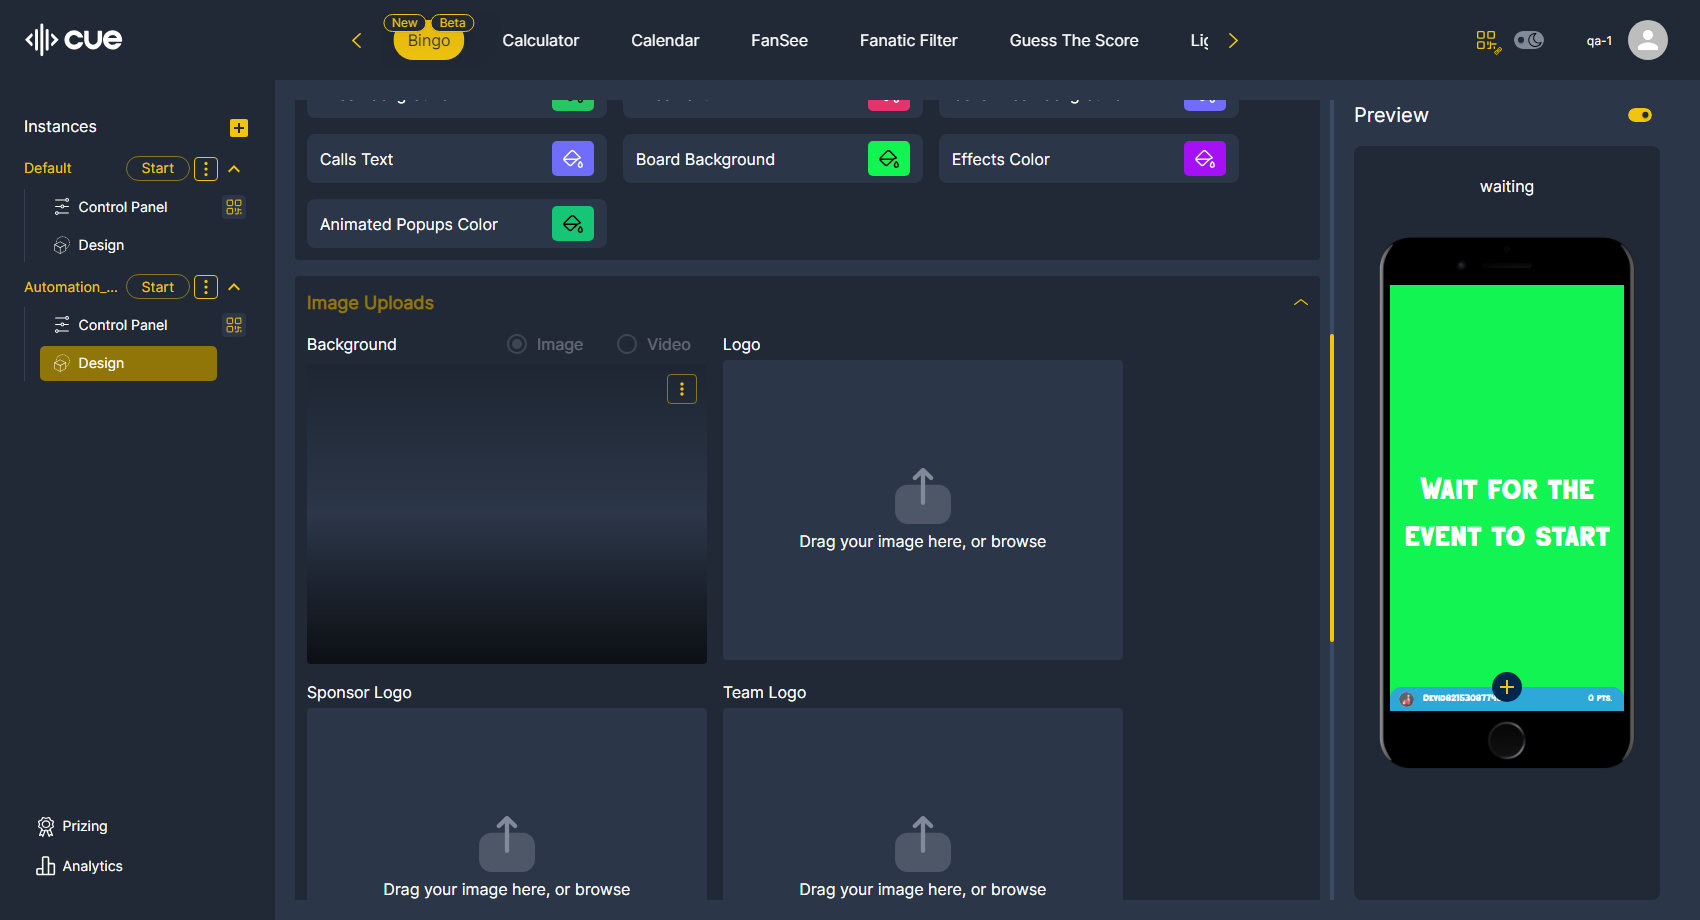 cue
New Beta
Bingo
Calculator
Calendar
FanSee
Fanatic Filter
Guess The Score
qa-1
Instances
Default
Start
Control Panel
Design
Automation_...
Start
Control Panel
Design
Prizing
Analytics
Calls Text
Board Background
Effects Color
Animated Popups Color
Image Uploads
Background
Image
Video
Logo
Drag your image here, or browse
Sponsor Logo
Team Logo
Drag your image here, or browse
Drag your image here, or browse
Preview
waiting
Wait for the
event to start
0 pts.